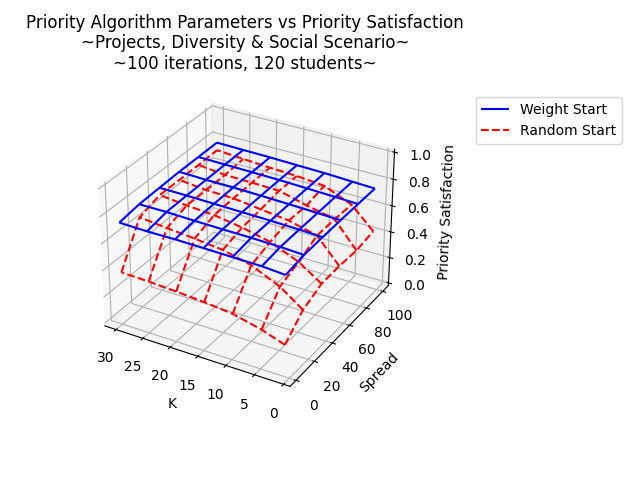 Priority Algorithm Parameters vs Priority Satisfaction
~Projects, Diversity & Social Scenario~
~100 iterations, 120 students~
Weight Start
Random Start
1.0
0.8
0.6
0.4
0.2
0.0
Priority Satisfaction
100
80
60
40
20
0
Spread
30
25
20
15
10
5
0
K